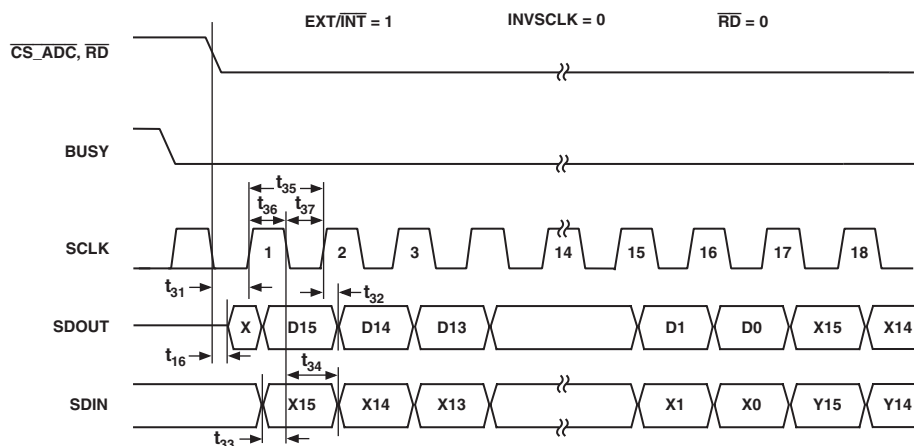 EXT/INT = 1 INVSCLK = 0 RD = 0
CS_ADC, RD
BUSY
t35
t36 t37
SCLK 1 2 3 14 15 16 17 18
t31 t32
SDOUT X D15 D14 D13 D1 D0 X15 X14
t16 t34
SDIN X15 X14 X13 X1 X0 Y15 Y14
t33